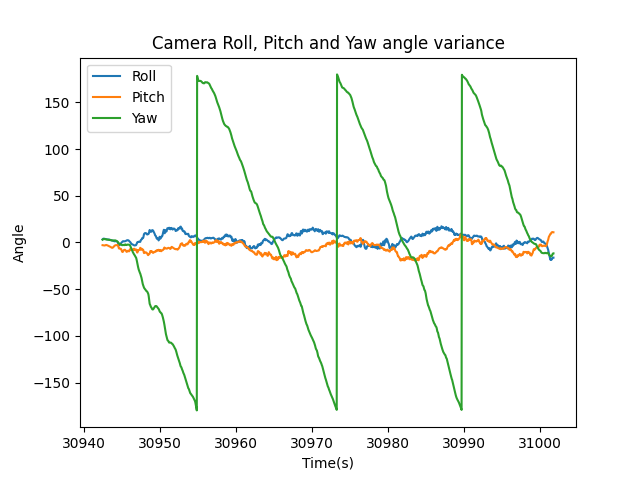 Camera Roll, Pitch and Yaw angle variance
Roll
Pitch
Yaw
150
100
50
0
−50
−100
−150
Angle
30940 30950 30960 30970 30980 30990 31000
Time(s)